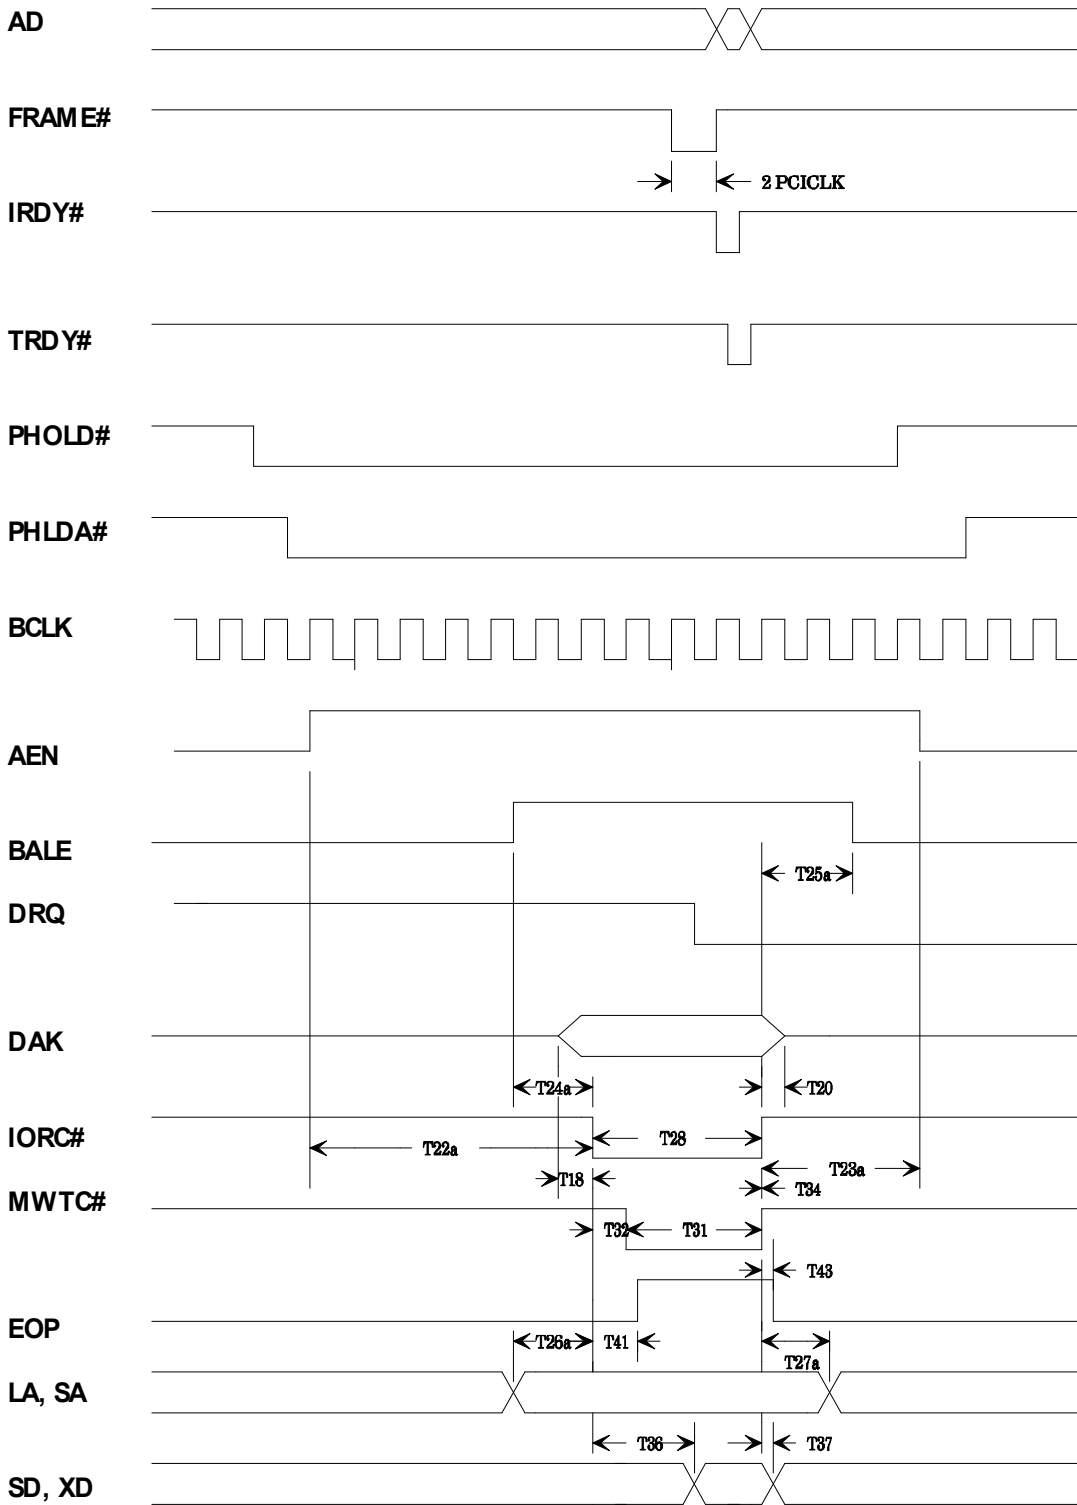 AD
FRAME#
2 PCICLK
IRDY#
TRDY#
PHOLD#
PHLDA#
BCLK
AEN
BALE
T25a
DRQ
DAK
T24a
T20
IORC#
T28
T22a
T23a
T18
T34
MWTC#
T32
T31
T43
EOP
T26a
T41
T27a
LA, SA
T36
T37
SD, XD